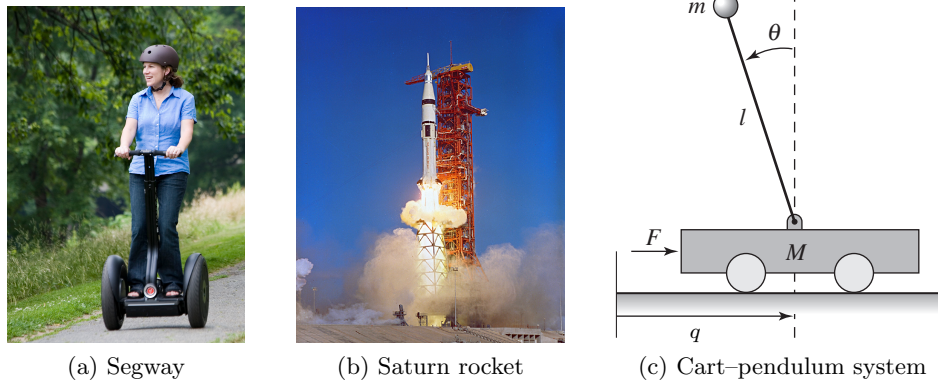 m
θ
l
F
M
q
(a) Segway
(b) Saturn rocket
(c) Cart–pendulum system